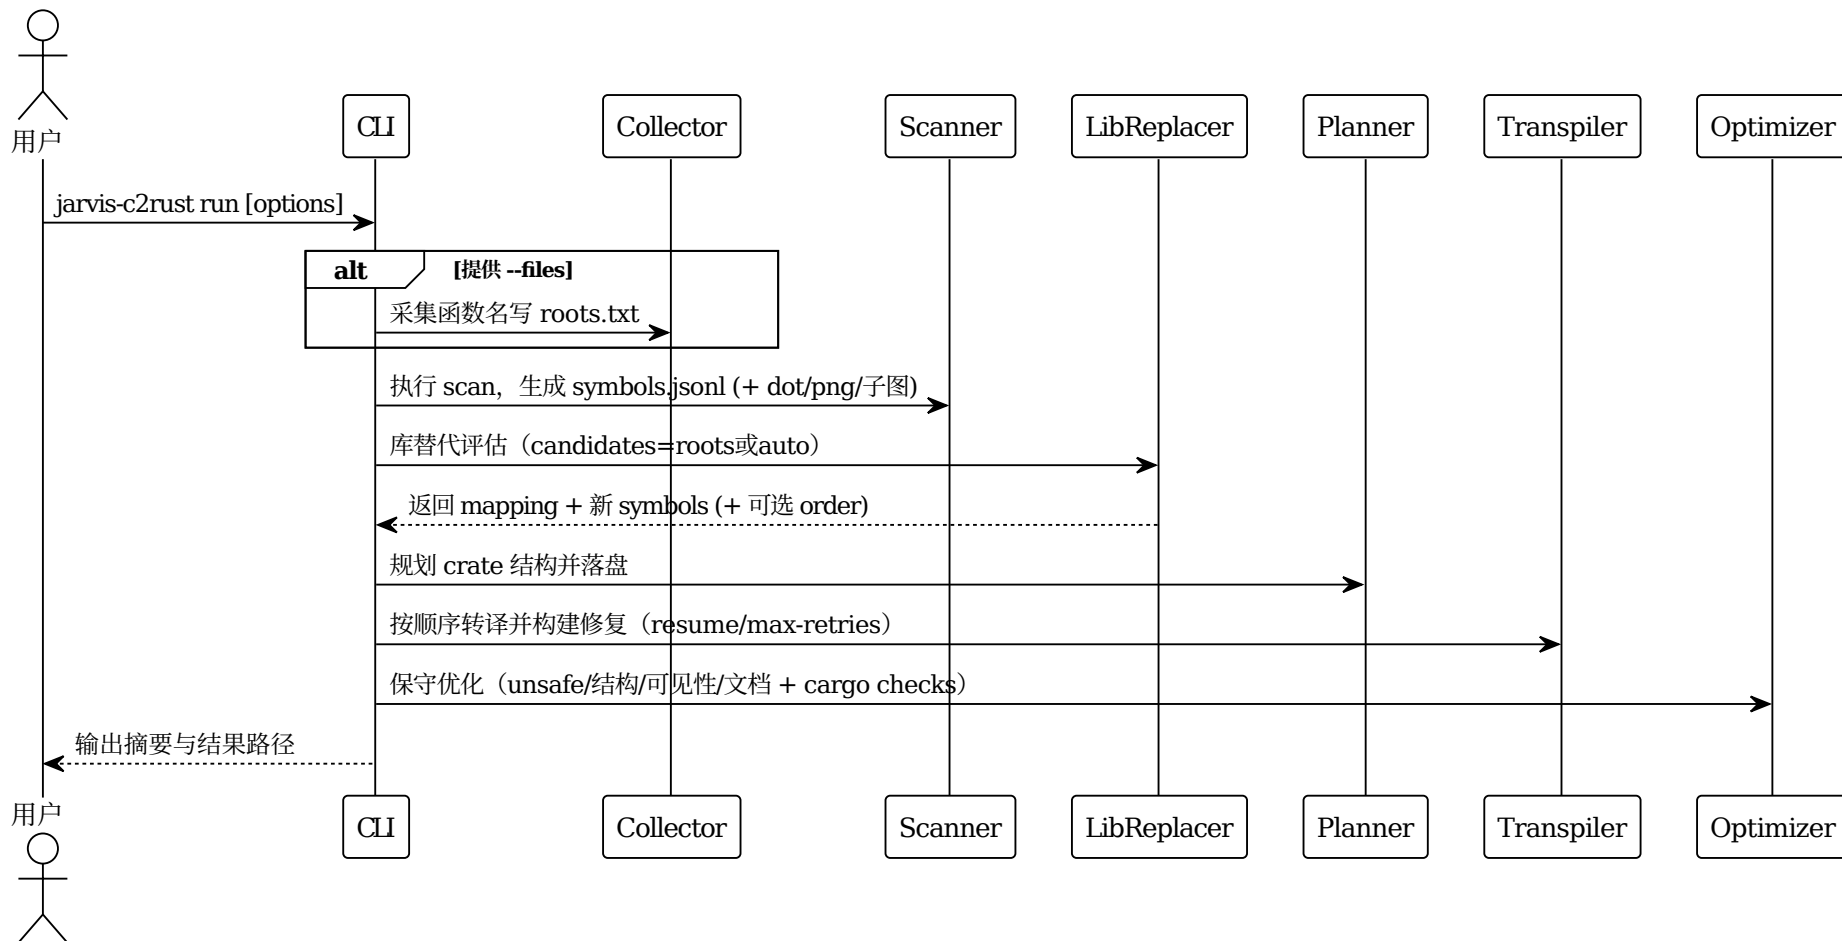 用户
CLI
Collector
Scanner
LibReplacer
Planner
Transpiler
Optimizer
jarvis-c2rust run [options]
alt [提供 --files]
采集函数名写 roots.txt
执行 scan，生成 symbols.jsonl (+ dot/png/子图)
库替代评估（candidates=roots或auto）
返回 mapping + 新 symbols (+ 可选 order)
规划 crate 结构并落盘
按顺序转译并构建修复（resume/max-retries）
保守优化（unsafe/结构/可见性/文档 + cargo checks）
输出摘要与结果路径
用户
CLI
Collector
Scanner
LibReplacer
Planner
Transpiler
Optimizer